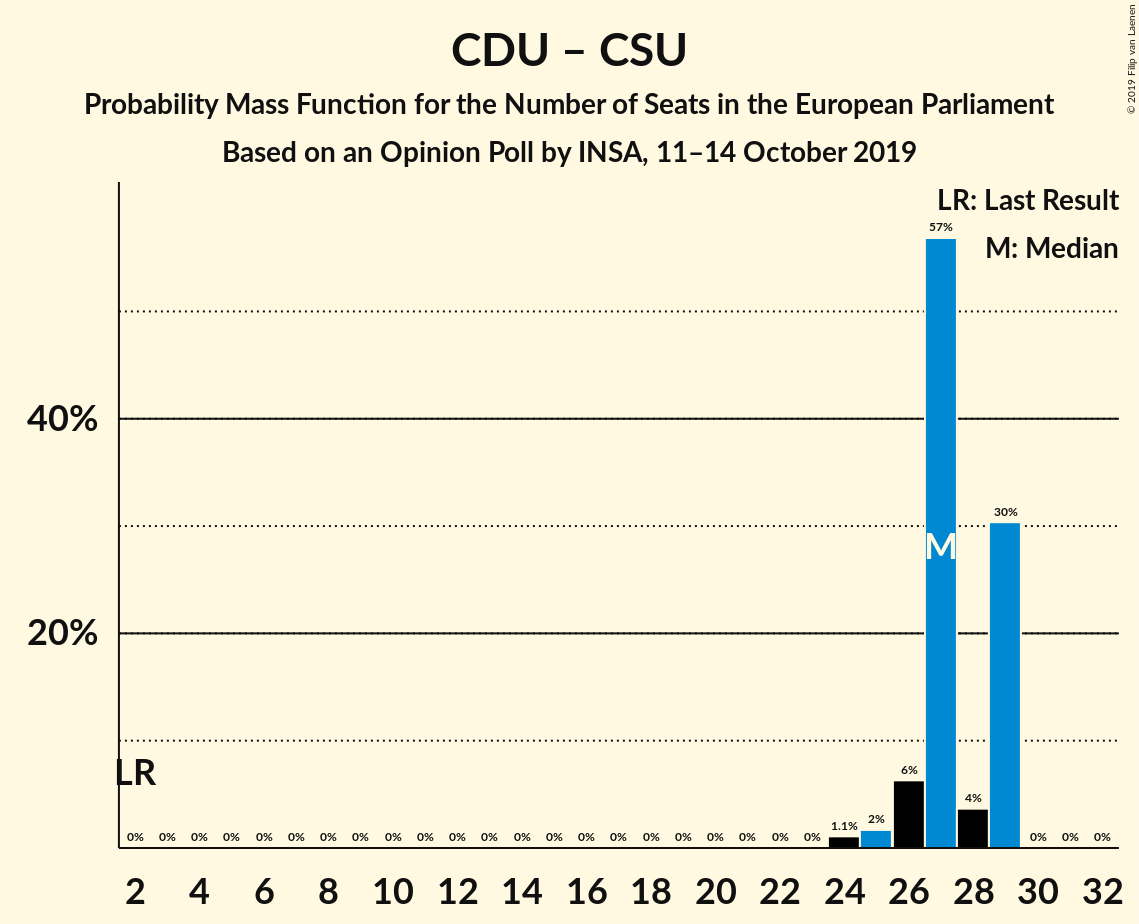 CDU – CSU
Probability Mass Function for the Number of Seats in the European Parliament
Based on an Opinion Poll by INSA, 11–14 October 2019
© 2019 Filip van Laenen
LR: Last Result
M: Median
57%
40%
M
30%
20%
LR
0% 0% 0% 0% 0% 0% 0% 0% 0% 0% 0% 0% 0% 0% 0% 0% 0% 0% 0% 0% 0% 0% 1.1% 2% 6% 4% 0% 0% 0%
2 4 6 8 10 12 14 16 18 20 22 24 26 28 30 32